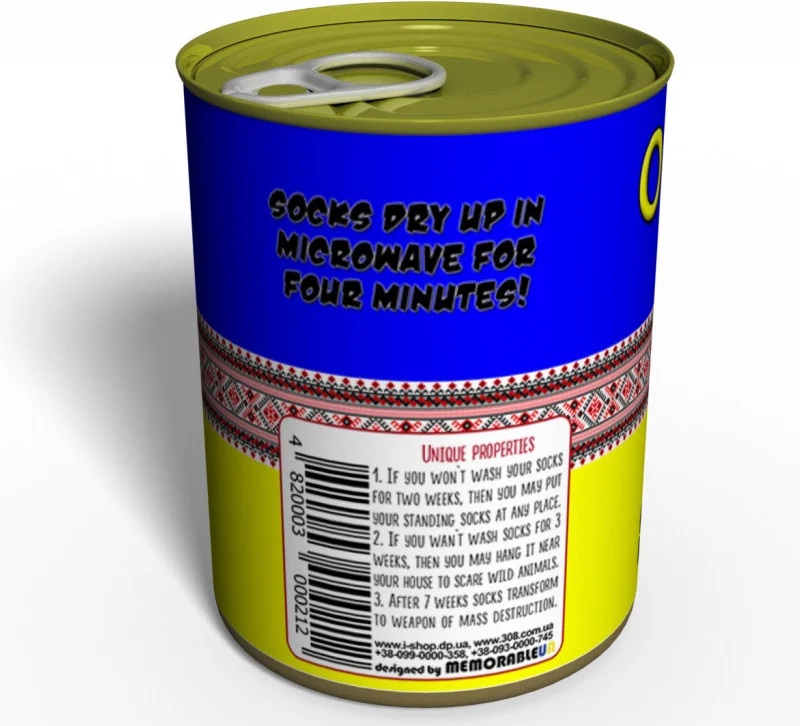 O
SOCKS DRY UP IN
MICROWAVE FOR
FOUR MINUTES!
UNIQUE PROPERTIES
1. IF YOU WON'T WASH YOUR SOCKS
FOR TWO WEEKS, THEN YOU MAY PUT
YOUR STANDING SOCKS AT ANY PLACE.
2. IF YOU WAN'T WASH SOCKS FOR 3
WEEKS, THEN YOU MAY HANG IT NEAR
YOUR HOUSE TO SCARE WILD ANIMALS.
3. AFTER 7 WEEKS SOCKS TRANSFORM
TO WEAPON OF MASS DESTRUCTION.
www.i-shop.dp.ua, www.308.com.ua
+38-099-0000-358, +38-093-0000-745
designed by MEMORABLEUA
4 820003 000212